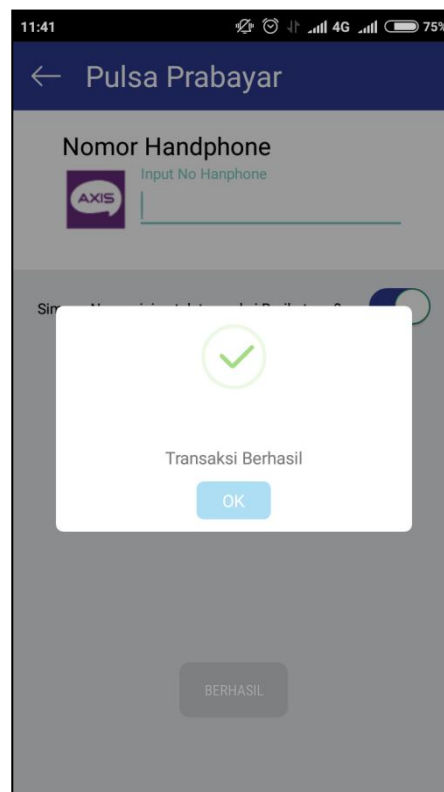 11:41 4G 75%
Pulsa Prabayar
Nomor Handphone
Input No Hanphone
AXIS
Transaksi Berhasil
OK
BERHASIL